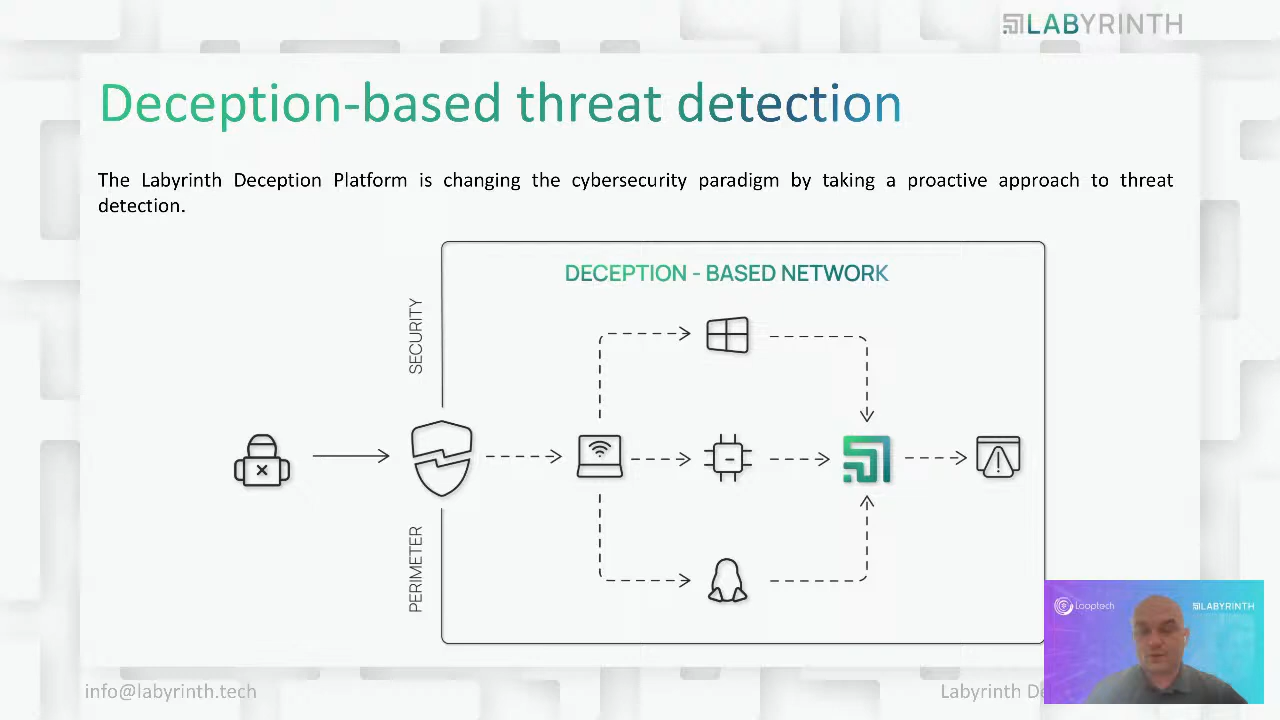 LABYRINTH
Deception-based threat detection
The Labyrinth Deception Platform is changing the cybersecurity paradigm by taking a proactive approach to threat
detection.
DECEPTION - BASED NETWORK
SECURITY
PERIMETER
Looptech
LABYRINTH
info@labyrinth.tech
Labyrinth